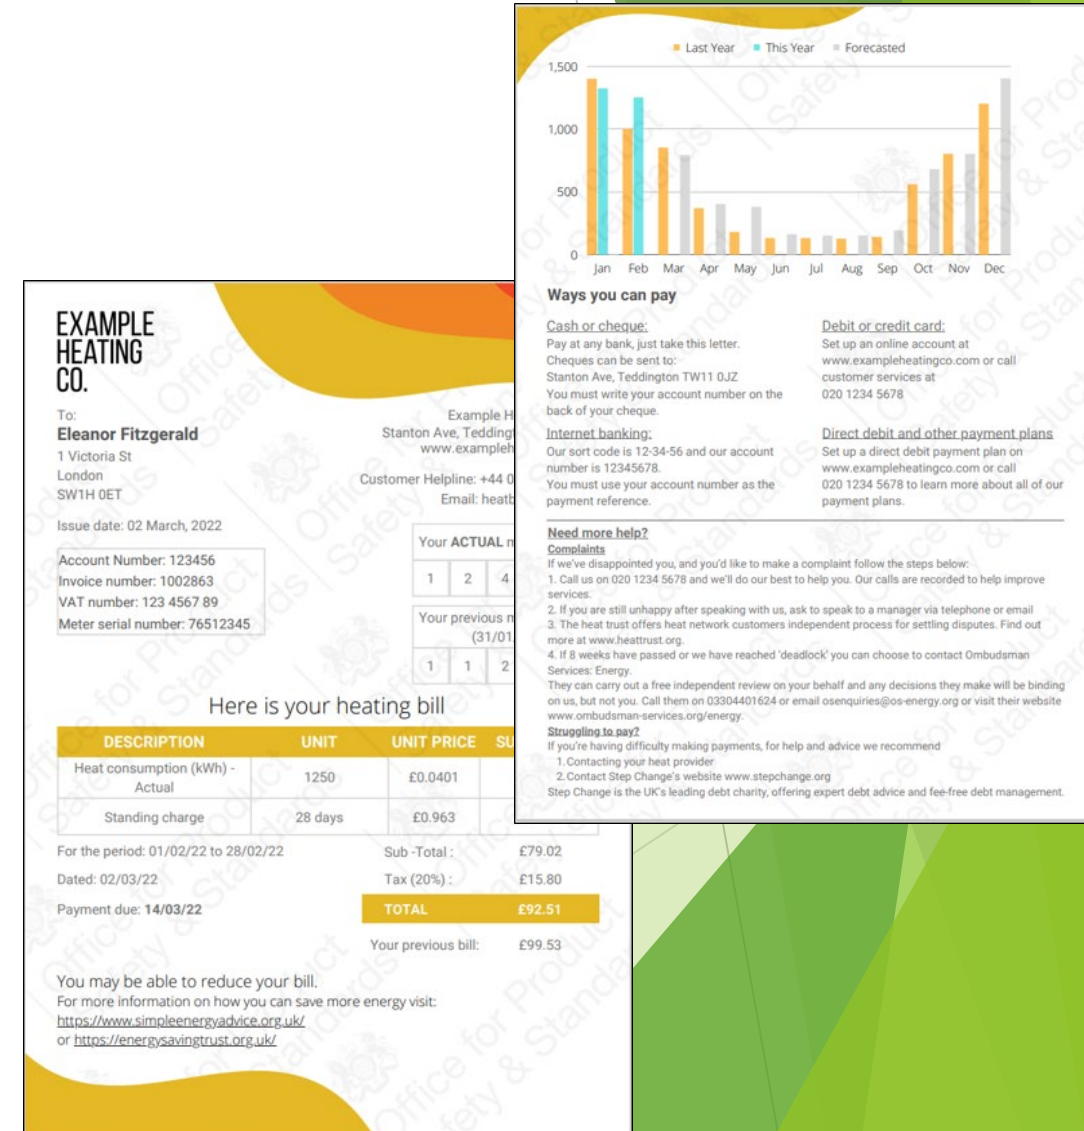 EXAMPLE
HEATING
CO.
To:
Eleanor Fitzgerald
1 Victoria St
London
SW1H 0ET
Issue date: 02 March, 2022
Account Number: 123456
Invoice number: 1002863
VAT number: 123 4567 89
Meter serial number: 76512345
Example H
Stanton Ave, Tedding
www.exampleh
Customer Helpline: +44 0
Email: heatb
Your ACTUAL m
1 2 4
Your previous m
(31/01
1 1 2
Here is your heating bill
DESCRIPTION UNIT UNIT PRICE SU
Heat consumption (kWh) - 
Actual 1250 £0.0401
Standing charge 28 days £0.963
For the period: 01/02/22 to 28/02/22 Sub -Total : £79.02
Dated: 02/03/22 Tax (20%) : £15.80
Payment due: 14/03/22 TOTAL £92.51
Your previous bill: £99.53
You may be able to reduce your bill.
For more information on how you can save more energy visit:
https://www.simpleenergyadvice.org.uk/
or https://energysavingtrust.org.uk/
Last Year This Year Forecasted
1,500
1,000
500
0
Jan Feb Mar Apr May Jun Jul Aug Sep Oct Nov Dec
Ways you can pay
Cash or cheque:
Pay at any bank, just take this letter.
Cheques can be sent to:
Stanton Ave, Teddington TW11 0JZ
You must write your account number on the
back of your cheque.
Debit or credit card:
Set up an online account at
www.exampleheatingco.com or call
customer services at
020 1234 5678
Internet banking:
Our sort code is 12-34-56 and our account
number is 12345678.
You must use your account number as the
payment reference.
Direct debit and other payment plans
Set up a direct debit payment plan on
www.exampleheatingco.com or call
020 1234 5678 to learn more about all of our
payment plans.
Need more help?
Complaints
If we've disappointed you, and you'd like to make a complaint follow the steps below:
1. Call us on 020 1234 5678 and we'll do our best to help you. Our calls are recorded to help improve
services.
2. If you are still unhappy after speaking with us, ask to speak to a manager via telephone or email
3. The heat trust offers heat network customers independent process for settling disputes. Find out
more at www.heattrust.org.
4. If 8 weeks have passed or we have reached 'deadlock' you can choose to contact Ombudsman
Services: Energy.
They can carry out a free independent review on your behalf and any decisions they make will be binding
on us, but not you. Call them on 03304401624 or email osenquiries@os-energy.org or visit their website
www.ombudsman-services.org/energy.
Struggling to pay?
If you're having difficulty making payments, for help and advice we recommend
1. Contacting your heat provider
2. Contact Step Change's website www.stepchange.org
Step Change is the UK's leading debt charity, offering expert debt advice and fee-free debt management.
Office for Product
Safety & Standards